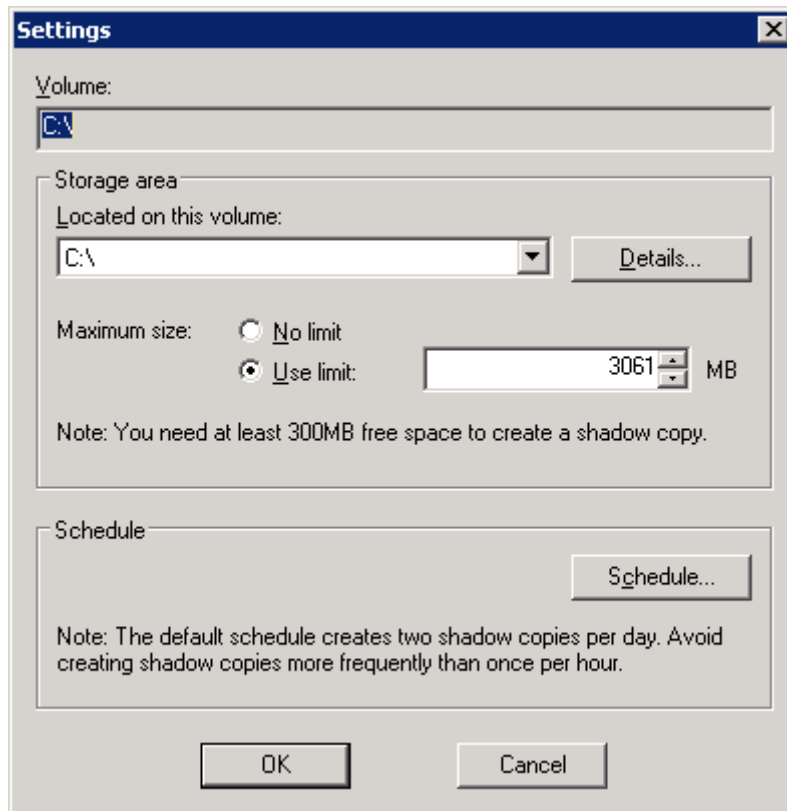 Settings
Volume:
C:\
Storage area
Located on this volume:
C:\
Details...
Maximum size:
No limit
Use limit:
3061
MB
Note: You need at least 300MB free space to create a shadow copy.
Schedule
Schedule...
Note: The default schedule creates two shadow copies per day. Avoid
creating shadow copies more frequently than once per hour.
OK
Cancel